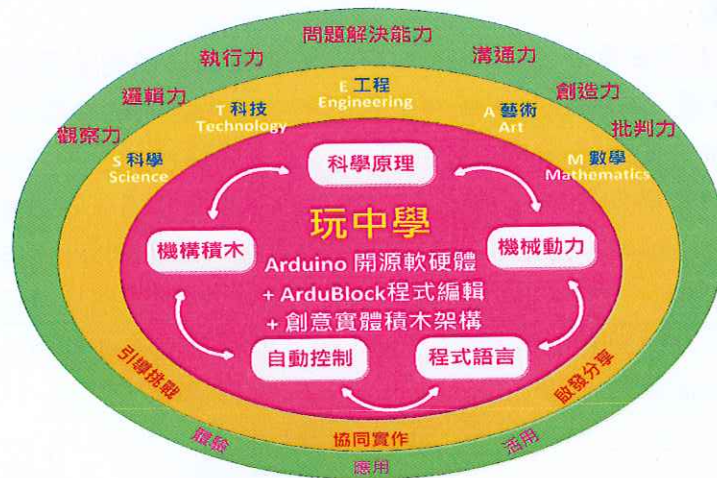 問題解決能力
執行力
溝通力
邏輯力
創造力
觀察力
批判力
E 工程
Engineering
T 科技
Technology
A 藝術
Art
S 科學
Science
M 數學
Mathematics
科學原理
機構積木
機械動力
玩中學
Arduino 開源軟硬體
+ ArduBlock程式編輯
+ 創意實體積木架構
自動控制
程式語言
引導挑戰
協同實作
啟發分享
體驗
應用
活用